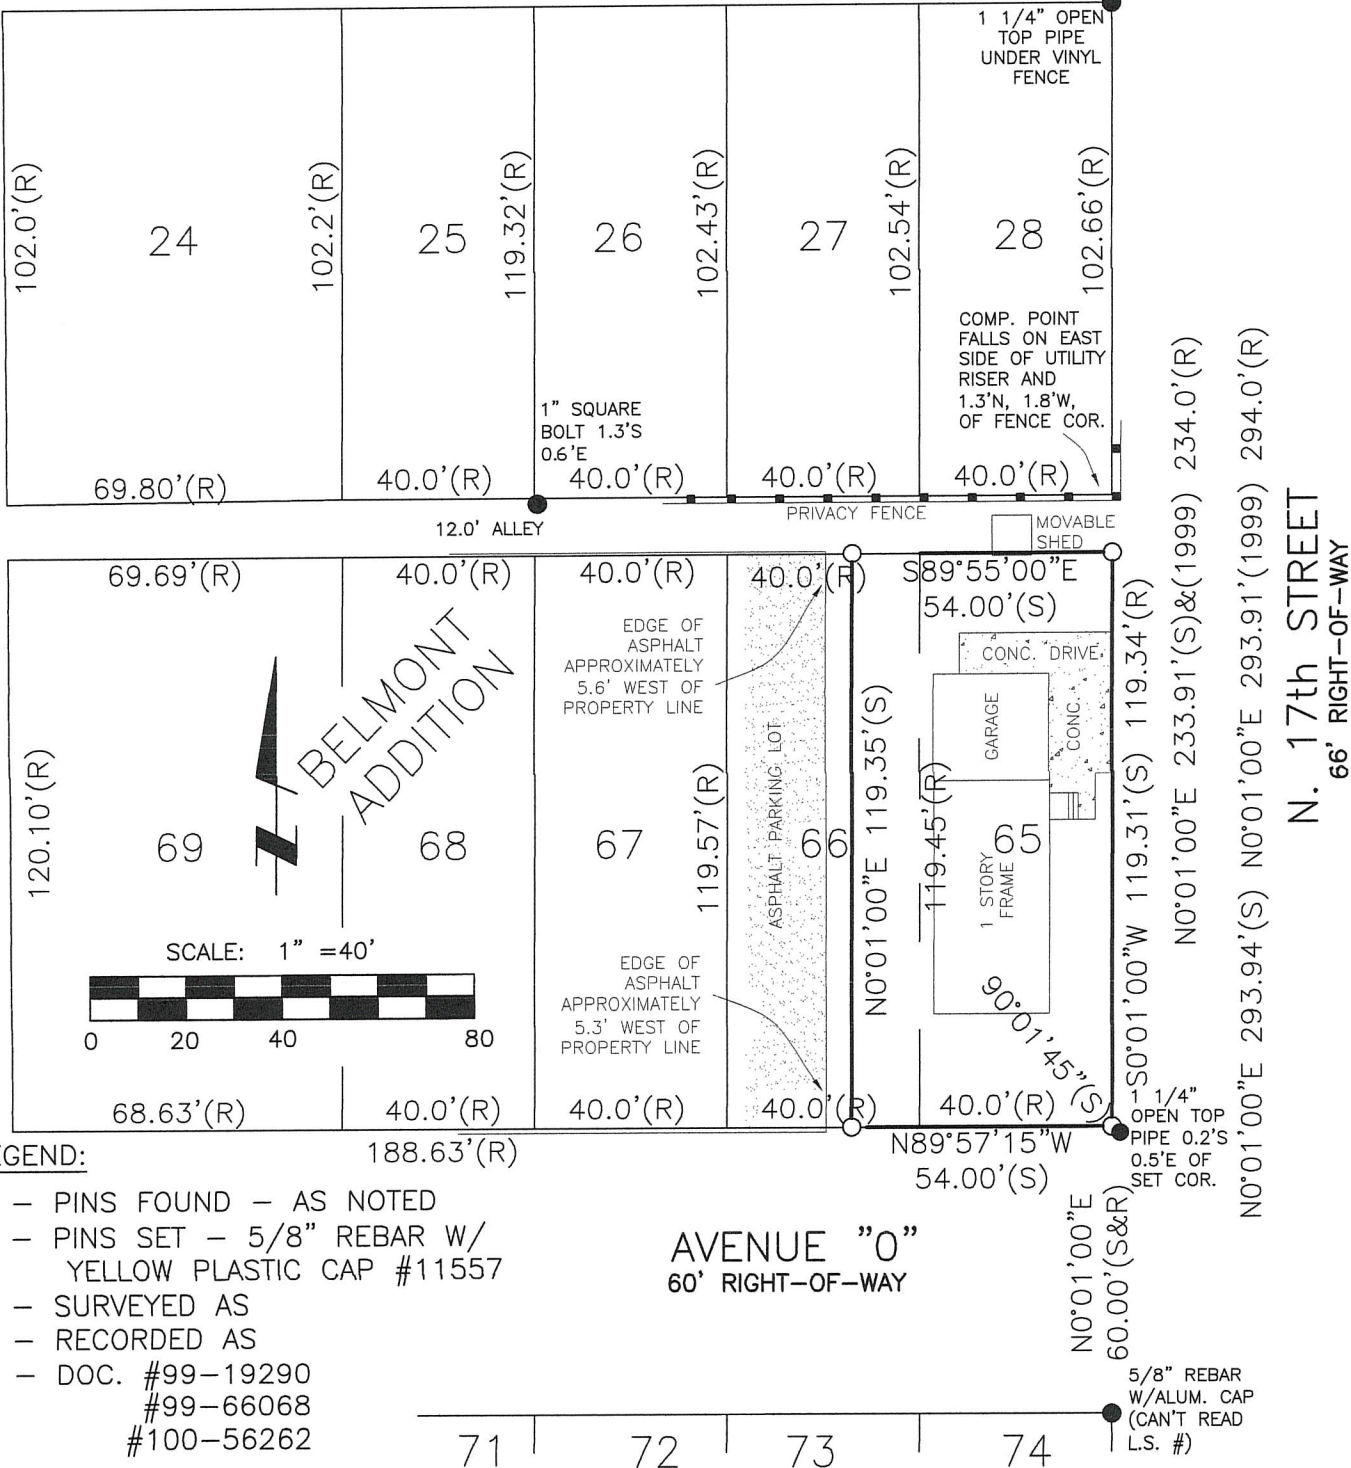 1 1/4" OPEN
TOP PIPE
UNDER VINYL
FENCE
102.0'(R)
24
102.2'(R)
25
119.32'(R)
26
102.43'(R)
27
102.54'(R)
28
102.66'(R)
COMP. POINT
FALLS ON EAST
SIDE OF UTILITY
RISER AND
1.3'N, 1.8'W,
OF FENCE COR.
1" SQUARE
BOLT 1.3'S
0.6'E
69.80'(R)
40.0'(R)
40.0'(R)
40.0'(R)
40.0'(R)
PRIVACY FENCE
12.0' ALLEY
MOVABLE
SHED
69.69'(R)
40.0'(R)
40.0'(R)
40.0'(R)
S89°55'00"E
54.00'(S)
EDGE OF
ASPHALT
APPROXIMATELY
5.6' WEST OF
PROPERTY LINE
CONC. DRIVE
GARAGE
CONC.
BELMONT
ADDITION
120.10'(R)
69
68
67
119.57'(R)
ASPHALT PARKING LOT
66
N0°01'00"E 119.35'(S)
119.45'(R)
65
1 STORY
FRAME
S0°01'00"W 119.31'(S) 119.34'(R)
N0°01'00"E 233.91'(S)&(1999) 234.0'(R)
N0°01'00"E 293.94'(S) N0°01'00"E 293.91'(1999) 294.0'(R)
N. 17th STREET
66' RIGHT-OF-WAY
SCALE: 1" =40'
0 20 40 80
EDGE OF
ASPHALT
APPROXIMATELY
5.3' WEST OF
PROPERTY LINE
90°01'45"(S)
68.63'(R)
40.0'(R)
40.0'(R)
40.0'(R)
40.0'(R)
188.63'(R)
N89°57'15"W
54.00'(S)
1 1/4"
OPEN TOP
PIPE 0.2'S
0.5'E OF
SET COR.
EGEND:
- PINS FOUND - AS NOTED
- PINS SET - 5/8" REBAR W/
YELLOW PLASTIC CAP #11557
- SURVEYED AS
- RECORDED AS
- DOC. #99-19290
#99-66068
#100-56262
AVENUE "O"
60' RIGHT-OF-WAY
N0°01'00"E
60.00'(S&R)
5/8" REBAR
W/ALUM. CAP
(CAN'T READ
L.S. #)
71
72
73
74